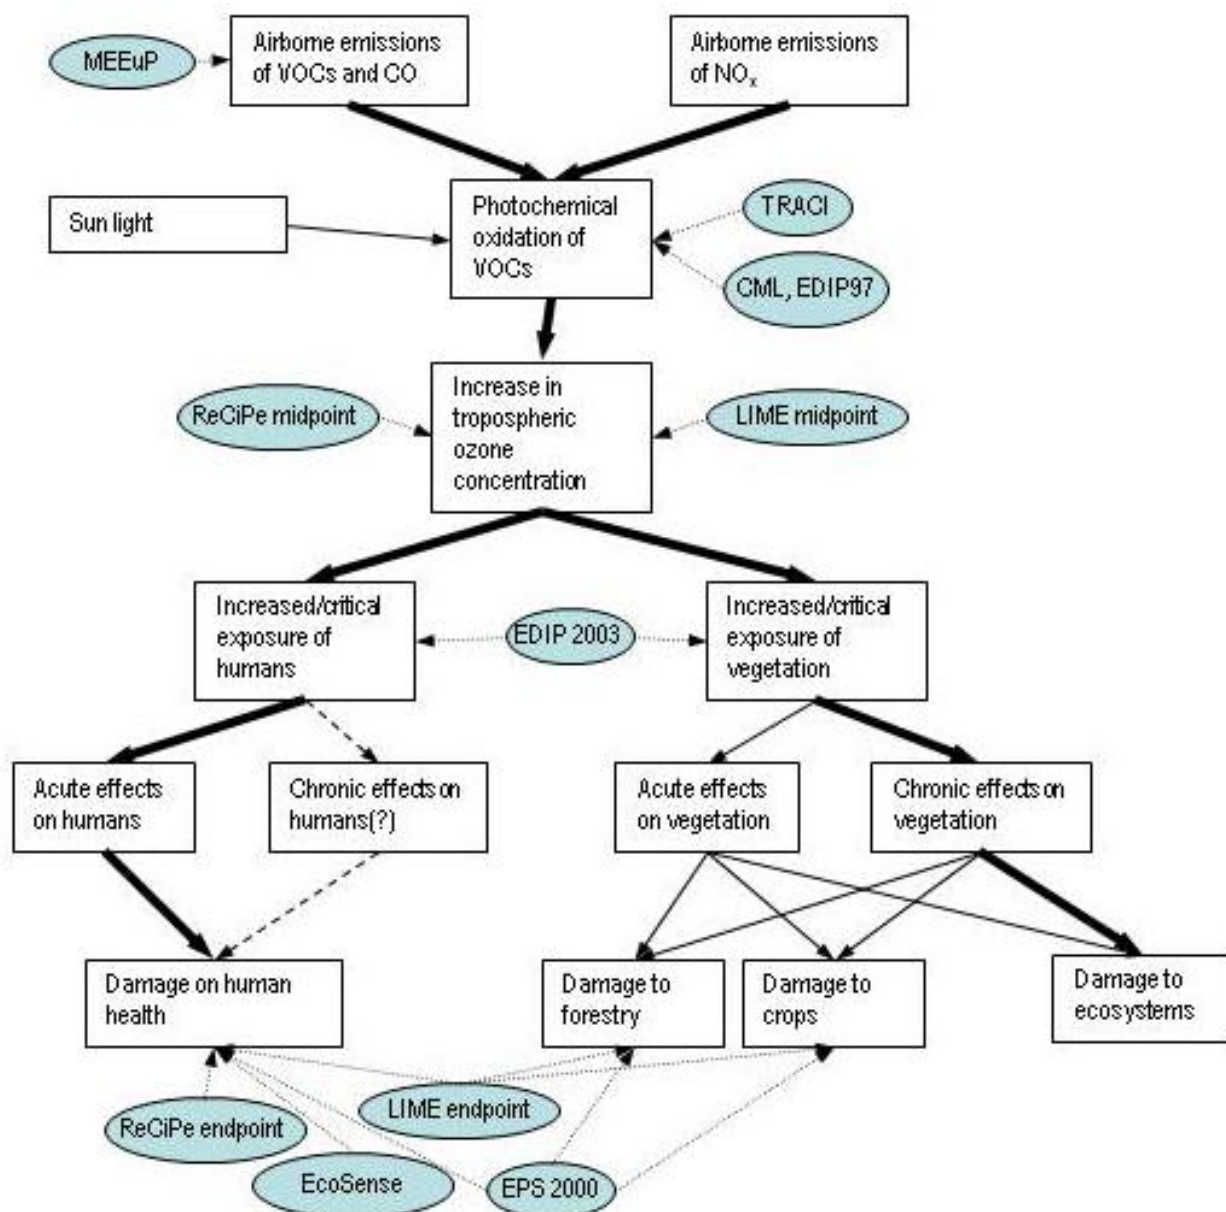 MEEuP
Airborne emissions
of VOCs and CO
Airborne emissions
of NOx
Sun light
Photochemical
oxidation of
VOCs
TRACI
CML, EDIP97
ReCiPe midpoint
Increase in
tropospheric
ozone
concentration
LIME midpoint
Increased/critical
exposure of
humans
EDIP 2003
Increased/critical
exposure of
vegetation
Acute effects
on humans
Chronic effects on
humans(?)
Acute effects
on vegetation
Chronic effects on
vegetation
Damage on human
health
Damage to
forestry
Damage to
crops
Damage to
ecosystems
ReCiPe endpoint
LIME endpoint
EcoSense
EPS 2000